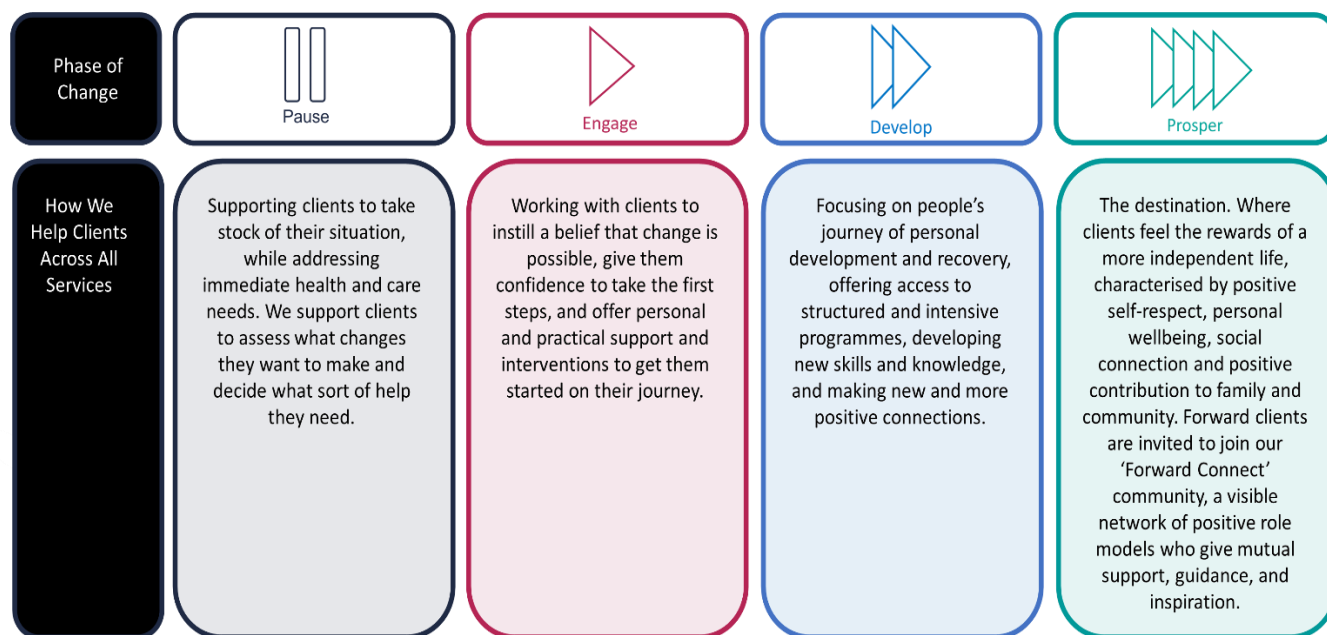 Phase of
Change
Pause
Engage
Develop
Prosper
How We
Help Clients
Across All
Services
Supporting clients to take
stock of their situation,
while addressing
immediate health and care
needs. We support clients
to assess what changes
they want to make and
decide what sort of help
they need.
Working with clients to
instill a belief that change is
possible, give them
confidence to take the first
steps, and offer personal
and practical support and
interventions to get them
started on their journey.
Focusing on people’s
journey of personal
development and recovery,
offering access to
structured and intensive
programmes, developing
new skills and knowledge,
and making new and more
positive connections.
The destination. Where
clients feel the rewards of a
more independent life,
characterised by positive
self-respect, personal
wellbeing, social
connection and positive
contribution to family and
community. Forward clients
are invited to join our
‘Forward Connect’
community, a visible
network of positive role
models who give mutual
support, guidance, and
inspiration.